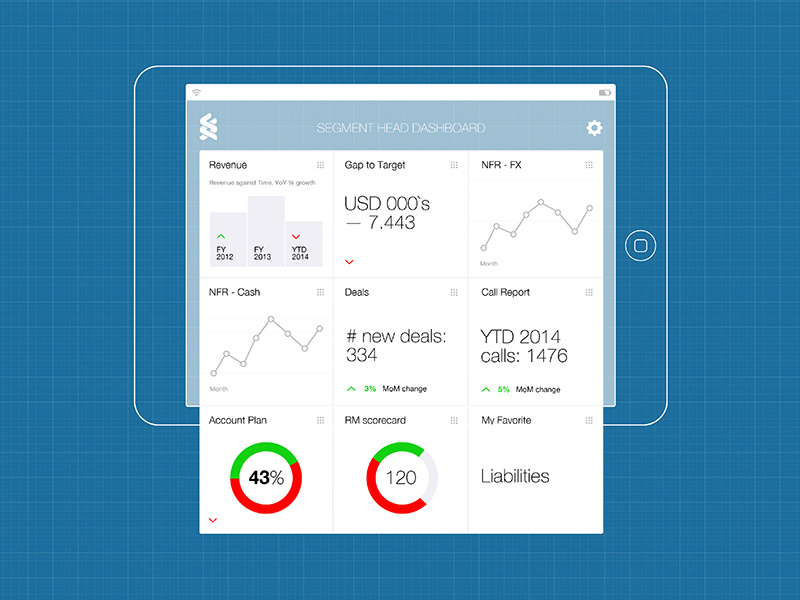 SEGMENT HEAD DASHBOARD
Revenue
Revenue against Time, YoY % growth
FY
2012
FY
2013
YTD
2014
Gap to Target
USD 000`s
— 7.443
NFR - FX
Month
NFR - Cash
Month
Deals
# new deals:
334
3% MoM change
Call Report
YTD 2014
calls: 1476
5% MoM change
Account Plan
43%
RM scorecard
120
My Favorite
Liabilities